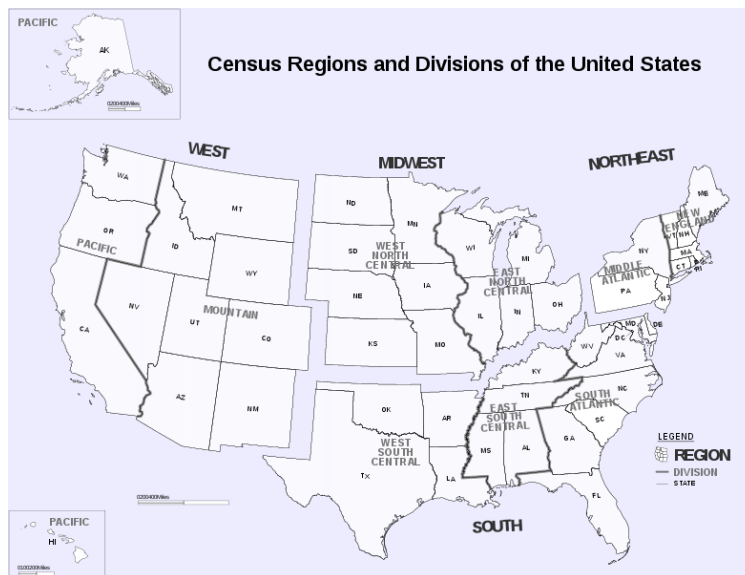 PACIFIC
AK
0200400Miles
Census Regions and Divisions of the United States
WEST
MIDWEST
NORTHEAST
WA
MT
OR
ID
PACIFIC
WY
NV
UT
MOUNTAIN
CO
CA
AZ
NM
ND
MN
SD
WEST
NORTH
CENTRAL
NE
IA
KS
MO
WI
MI
EAST
NORTH
CENTRAL
IL
IN
OH
ME
NEW
ENGLAND
VT
NH
NY
MA
CT
RI
MIDDLE
ATLANTIC
PA
NJ
MD
DE
DC
WV
VA
KY
TN
NC
SOUTH
ATLANTIC
SC
EAST
SOUTH
CENTRAL
MS
AL
GA
FL
OK
AR
WEST
SOUTH
CENTRAL
TX
LA
SOUTH
LEGEND
REGION
DIVISION
STATE
0200400Miles
PACIFIC
HI
0100200Miles